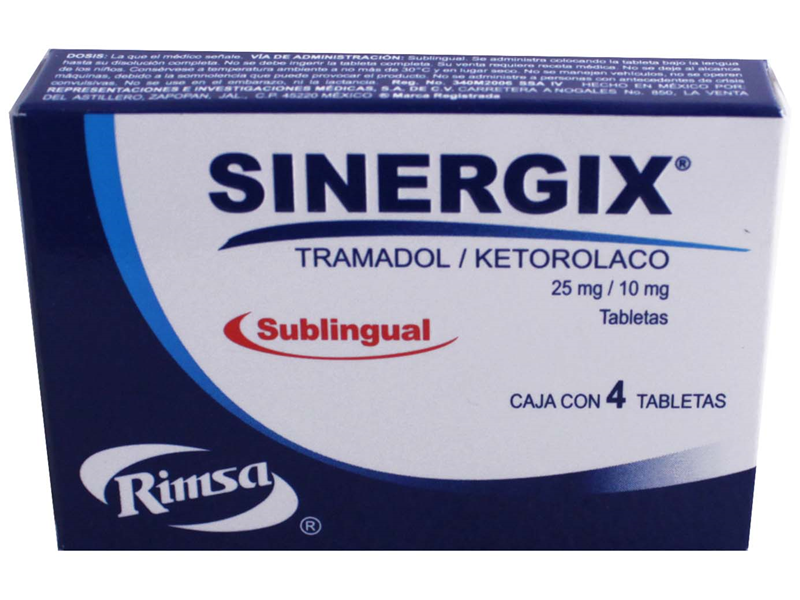 DOSIS: La que el médico señale. VÍA DE ADMINISTRACIÓN: Sublingual. Se administra colocando la tableta bajo la lengua
hasta su disolución completa. No se debe ingerir la tableta completa. Su venta requiere receta médica. No se deje al alcance
de los niños. Consérvese a temperatura ambiente a no más de 30°C y en lugar seco. No se manejen vehículos, no se operen
máquinas, debido a la somnolencia que puede provocar el producto. No se administre a personas con antecedentes de crisis
convulsivas. No se use en el embarazo, ni la lactancia. Reg. No. 340M2006 SSA IV HECHO EN MÉXICO POR:
REPRESENTACIONES E INVESTIGACIONES MÉDICAS, S.A. DE C.V. CARRETERA A NOGALES No. 850, LA VENTA
DEL ASTILLERO, ZAPOPAN, JAL., C.P. 45220 MÉXICO ® Marca Registrada
SINERGIX®
TRAMADOL / KETOROLACO
25 mg / 10 mg
Sublingual
Tabletas
CAJA CON 4 TABLETAS
Rimsa ®